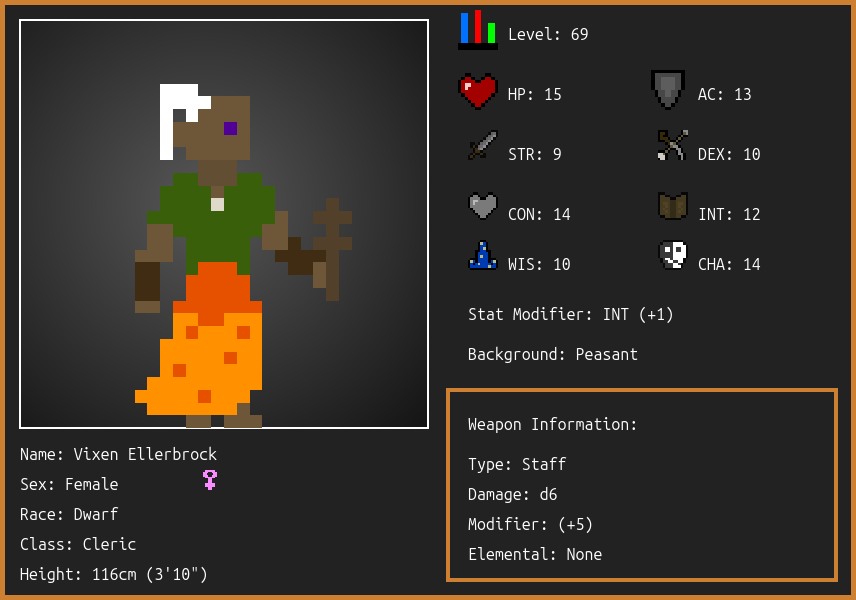 Level: 69
HP: 15
AC: 13
STR: 9
DEX: 10
CON: 14
INT: 12
WIS: 10
CHA: 14
Stat Modifier: INT (+1)
Background: Peasant
Weapon Information:
Type: Staff
Damage: d6
Modifier: (+5)
Elemental: None
Name: Vixen Ellerbrock
Sex: Female
Race: Dwarf
Class: Cleric
Height: 116cm (3'10")